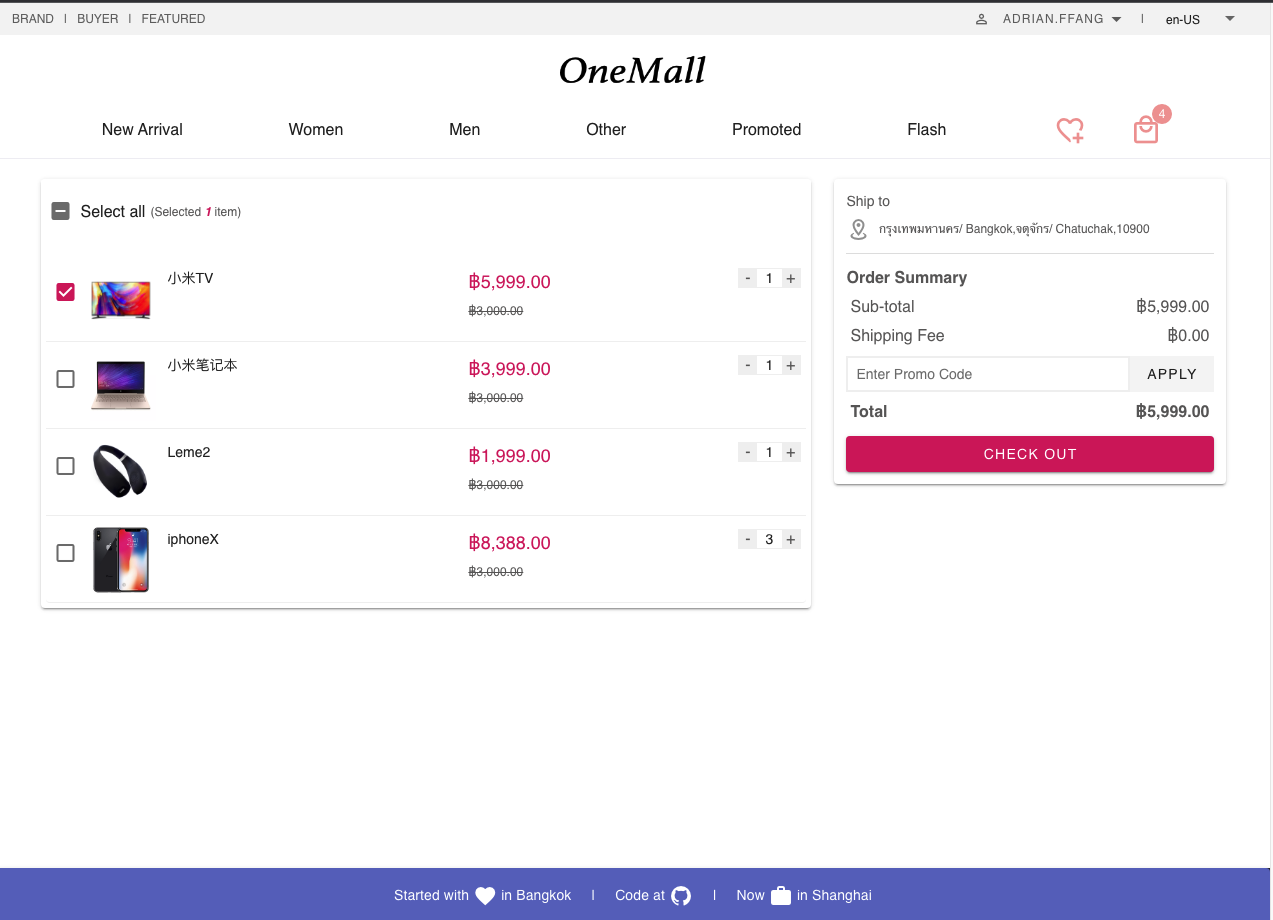 BRAND | BUYER | FEATURED ADRIAN.FFANG | en-US
OneMall
New Arrival Women Men Other Promoted Flash 4
Select all (Selected 1 item)
小米TV ฿5,999.00 - 1 +
฿3,000.00
小米笔记本 ฿3,999.00 - 1 +
฿3,000.00
Leme2 ฿1,999.00 - 1 +
฿3,000.00
iphoneX ฿8,388.00 - 3 +
฿3,000.00
Ship to
กรุงเทพมหานคร/ Bangkok,จตุจักร/ Chatuchak,10900
Order Summary
Sub-total ฿5,999.00
Shipping Fee ฿0.00
Enter Promo Code APPLY
Total ฿5,999.00
CHECK OUT
Started with in Bangkok | Code at | Now in Shanghai